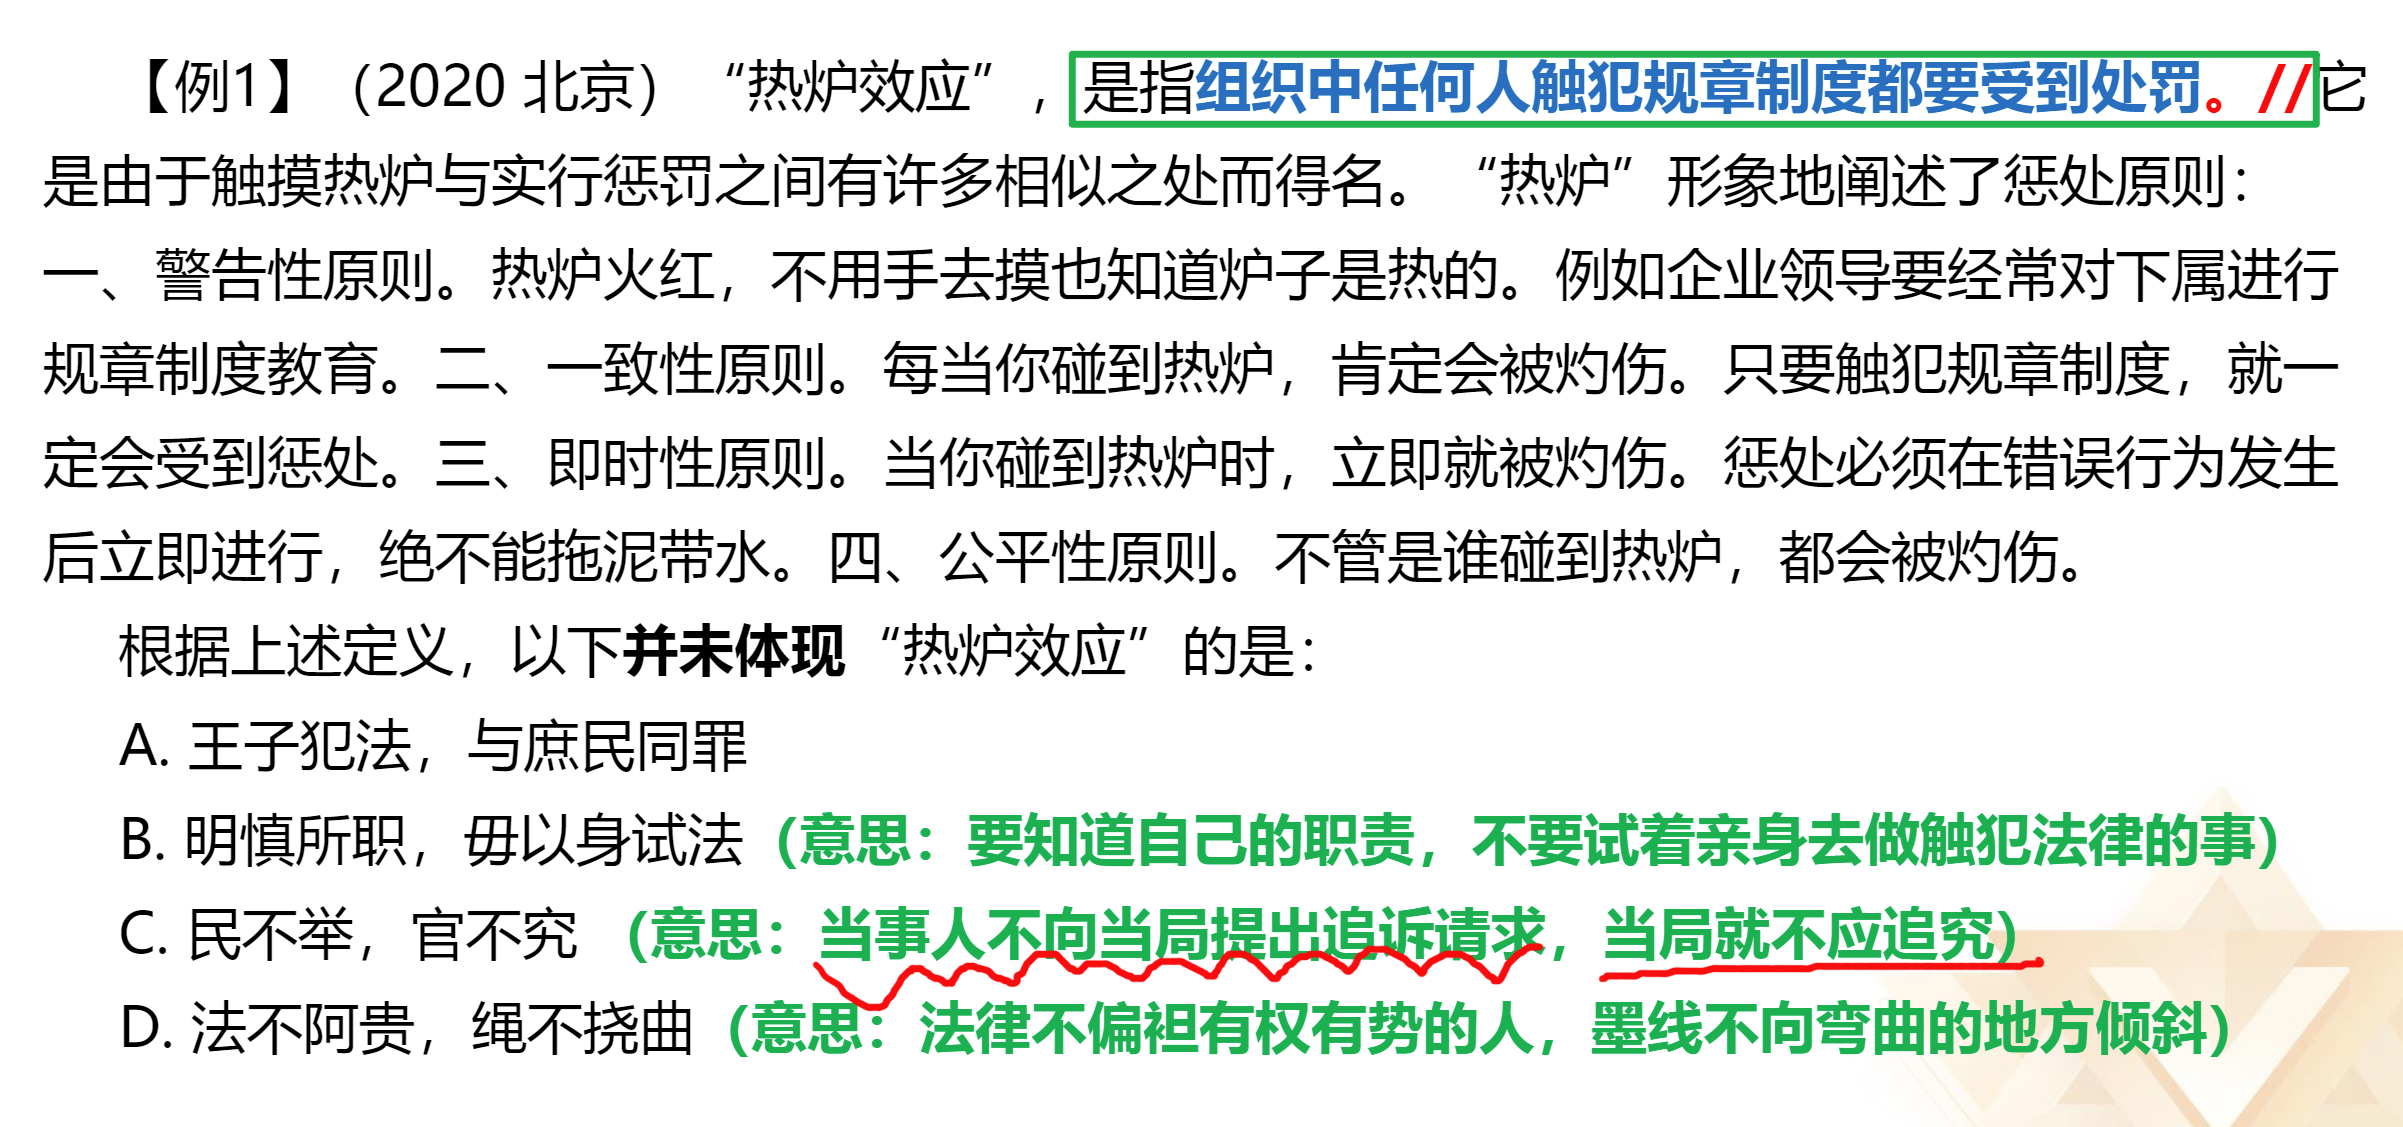 【例1】（2020 北京）“热炉效应”，是指组织中任何人触犯规章制度都要受到处罚。//它
是由于触摸热炉与实行惩罚之间有许多相似之处而得名。“热炉”形象地阐述了惩处原则：
一、警告性原则。热炉火红，不用手去摸也知道炉子是热的。例如企业领导要经常对下属进行
规章制度教育。二、一致性原则。每当你碰到热炉，肯定会被灼伤。只要触犯规章制度，就一
定会受到惩处。三、即时性原则。当你碰到热炉时，立即就被灼伤。惩处必须在错误行为发生
后立即进行，绝不能拖泥带水。四、公平性原则。不管是谁碰到热炉，都会被灼伤。
根据上述定义，以下并未体现“热炉效应”的是：
A. 王子犯法，与庶民同罪
B. 明慎所职，毋以身试法（意思：要知道自己的职责，不要试着亲身去做触犯法律的事）
C. 民不举，官不究 （意思：当事人不向当局提出追诉请求，当局就不应追究）
D. 法不阿贵，绳不挠曲（意思：法律不偏袒有权有势的人，墨线不向弯曲的地方倾斜）